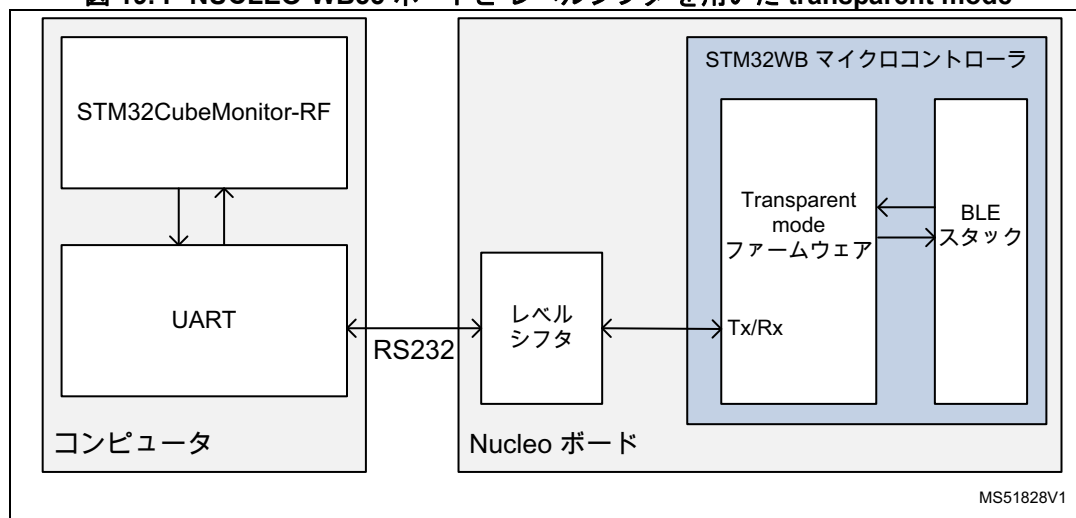 STM32WB マイクロコントローラ
STM32CubeMonitor-RF
Transparent
mode
ファームウェア
BLE
スタック
UART
レベル
シフタ
Tx/Rx
RS232
コンピュータ
Nucleo ボード
MS51828V1